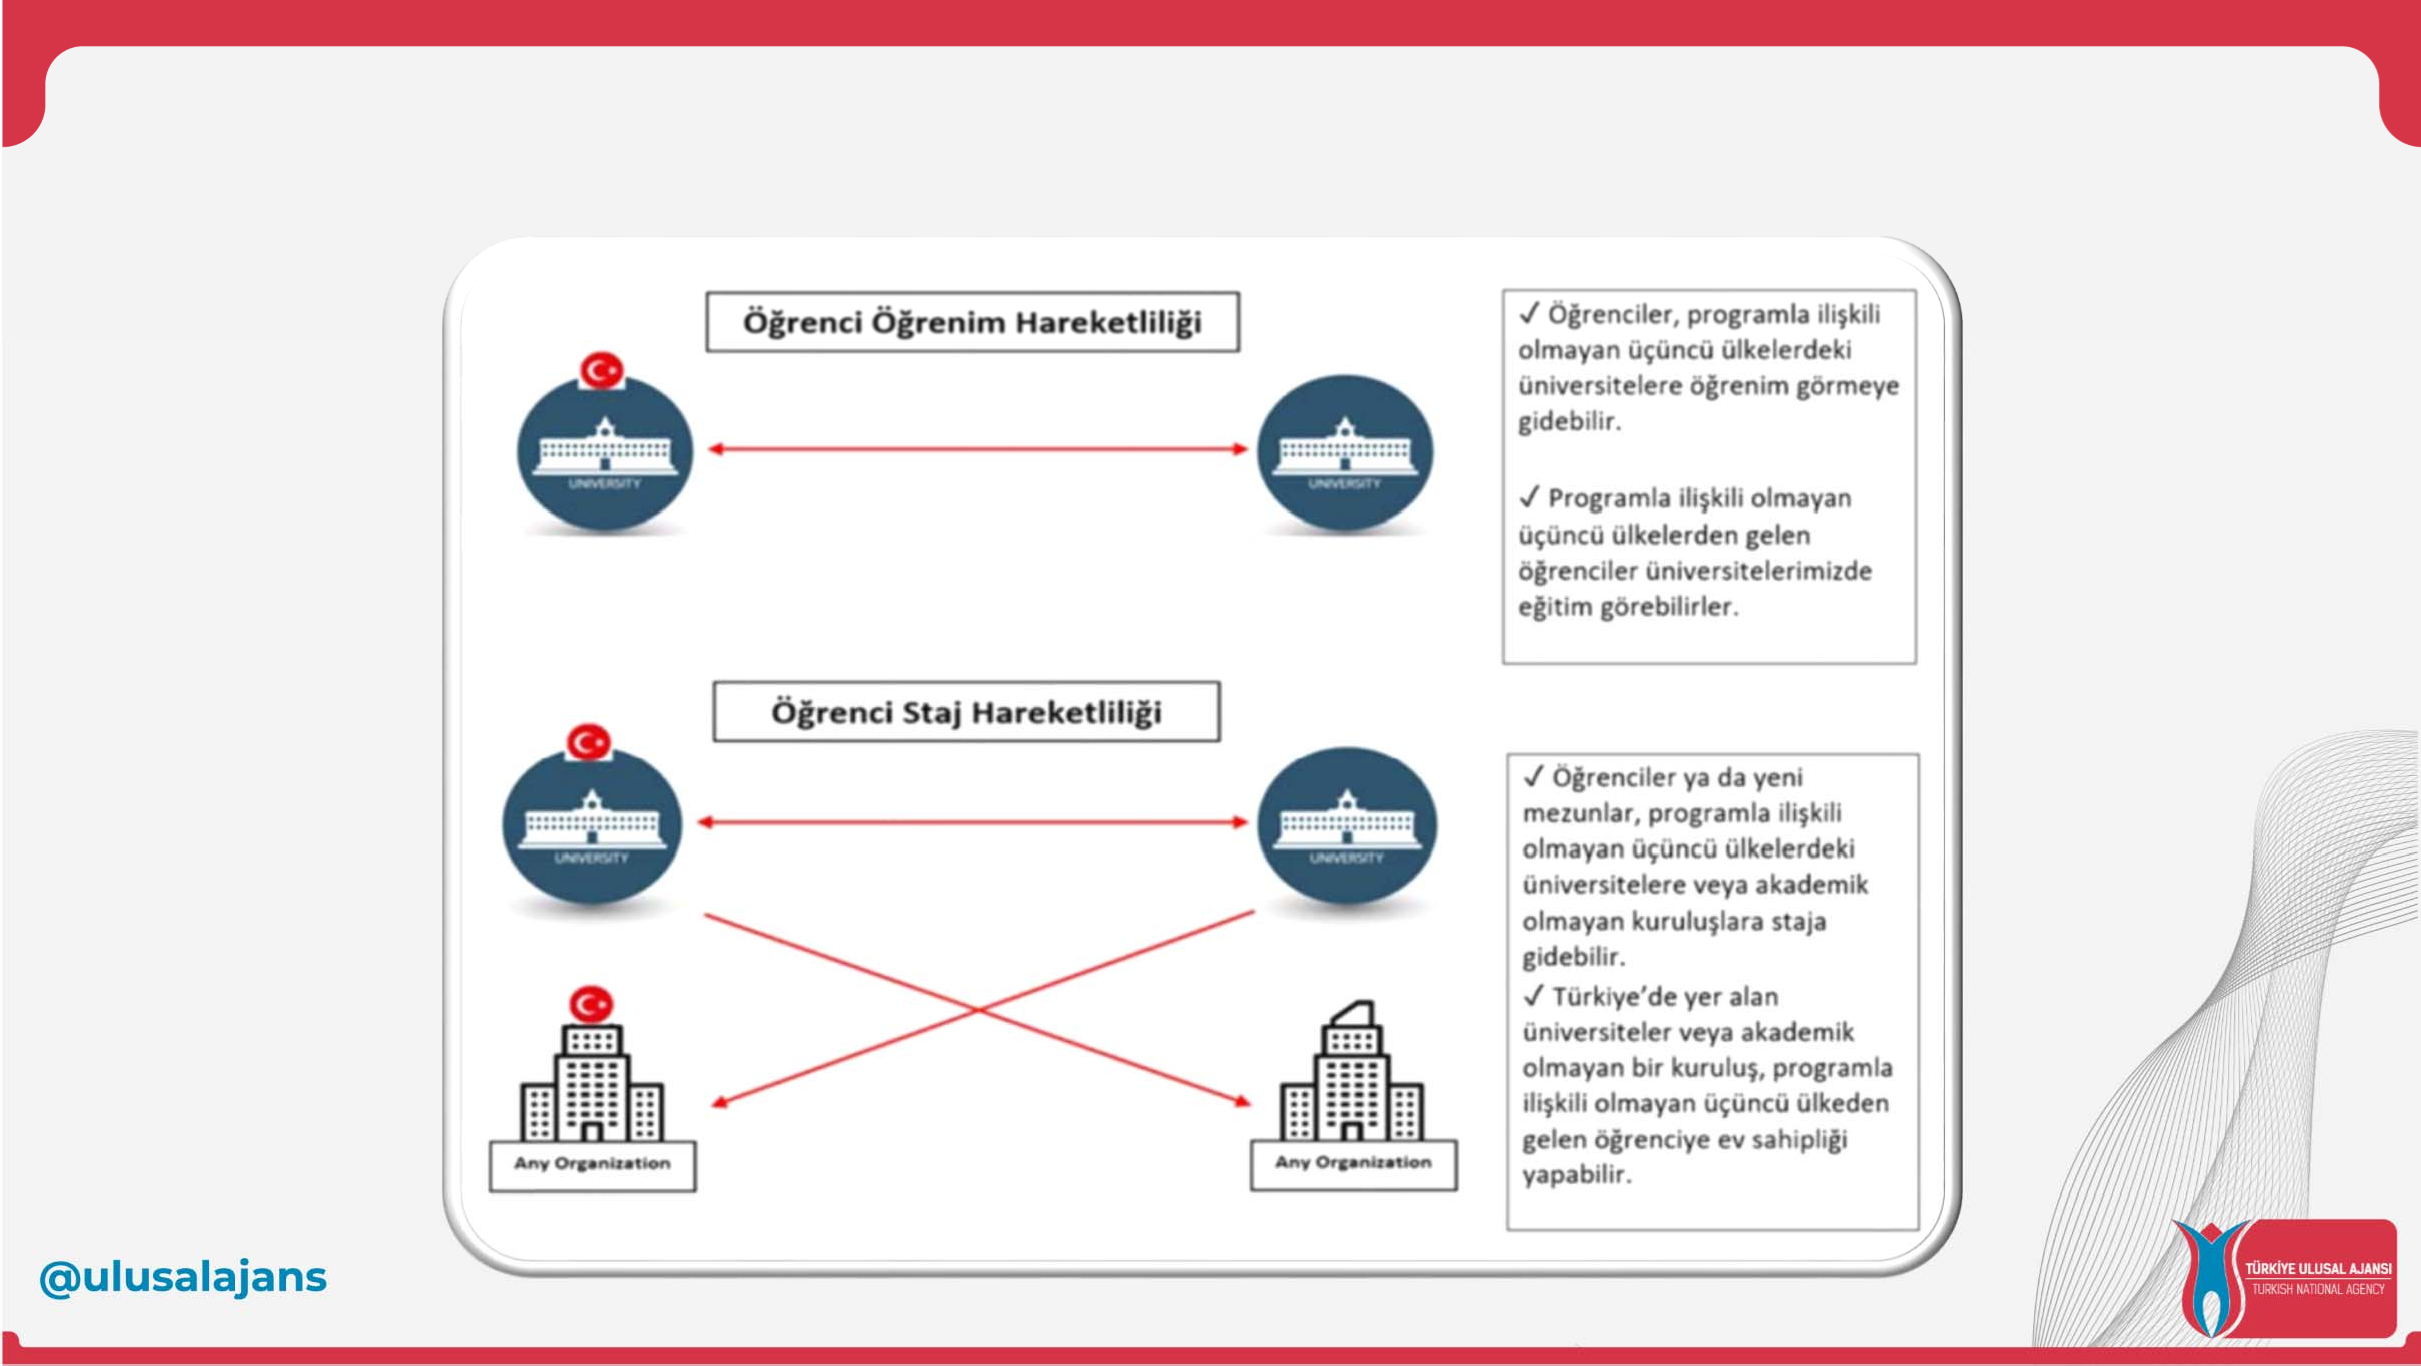 Öğrenci Öğrenim Hareketliliği
UNIVERSITY
UNIVERSITY
✓ Öğrenciler, programla ilişkili
olmayan üçüncü ülkelerdeki
üniversitelere öğrenim görmeye
gidebilir.
✓ Programla ilişkili olmayan
üçüncü ülkelerden gelen
öğrenciler üniversitelerimizde
eğitim görebilirler.
Öğrenci Staj Hareketliliği
UNIVERSITY
UNIVERSITY
Any Organization
Any Organization
✓ Öğrenciler ya da yeni
mezunlar, programla ilişkili
olmayan üçüncü ülkelerdeki
üniversitelere veya akademik
olmayan kuruluşlara staja
gidebilir.
✓ Türkiye’de yer alan
üniversiteler veya akademik
olmayan bir kuruluş, programla
ilişkili olmayan üçüncü ülkeden
gelen öğrenciye ev sahipliği
yapabilir.
@ulusalajans
TÜRKİYE ULUSAL AJANSI
TURKISH NATIONAL AGENCY